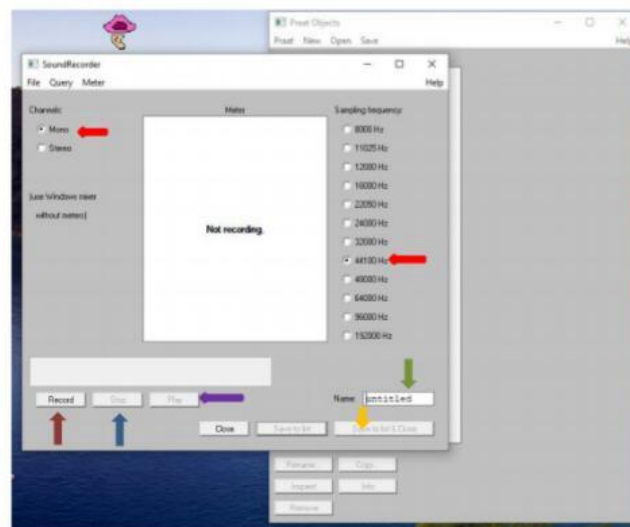 Praat Objects
Praat New Open Save Help
SoundRecorder
File Query Meter Help
Channels:
Mono
Stereo
(use Windows mixer
without meters)
Meter
Not recording.
Sampling frequency:
8000 Hz
11025 Hz
12000 Hz
16000 Hz
22050 Hz
24000 Hz
32000 Hz
44100 Hz
48000 Hz
64000 Hz
96000 Hz
192000 Hz
Record Stop Play
Name: untitled
Close Save to list Save to list & Close
Rename... Copy...
Inspect Info
Remove